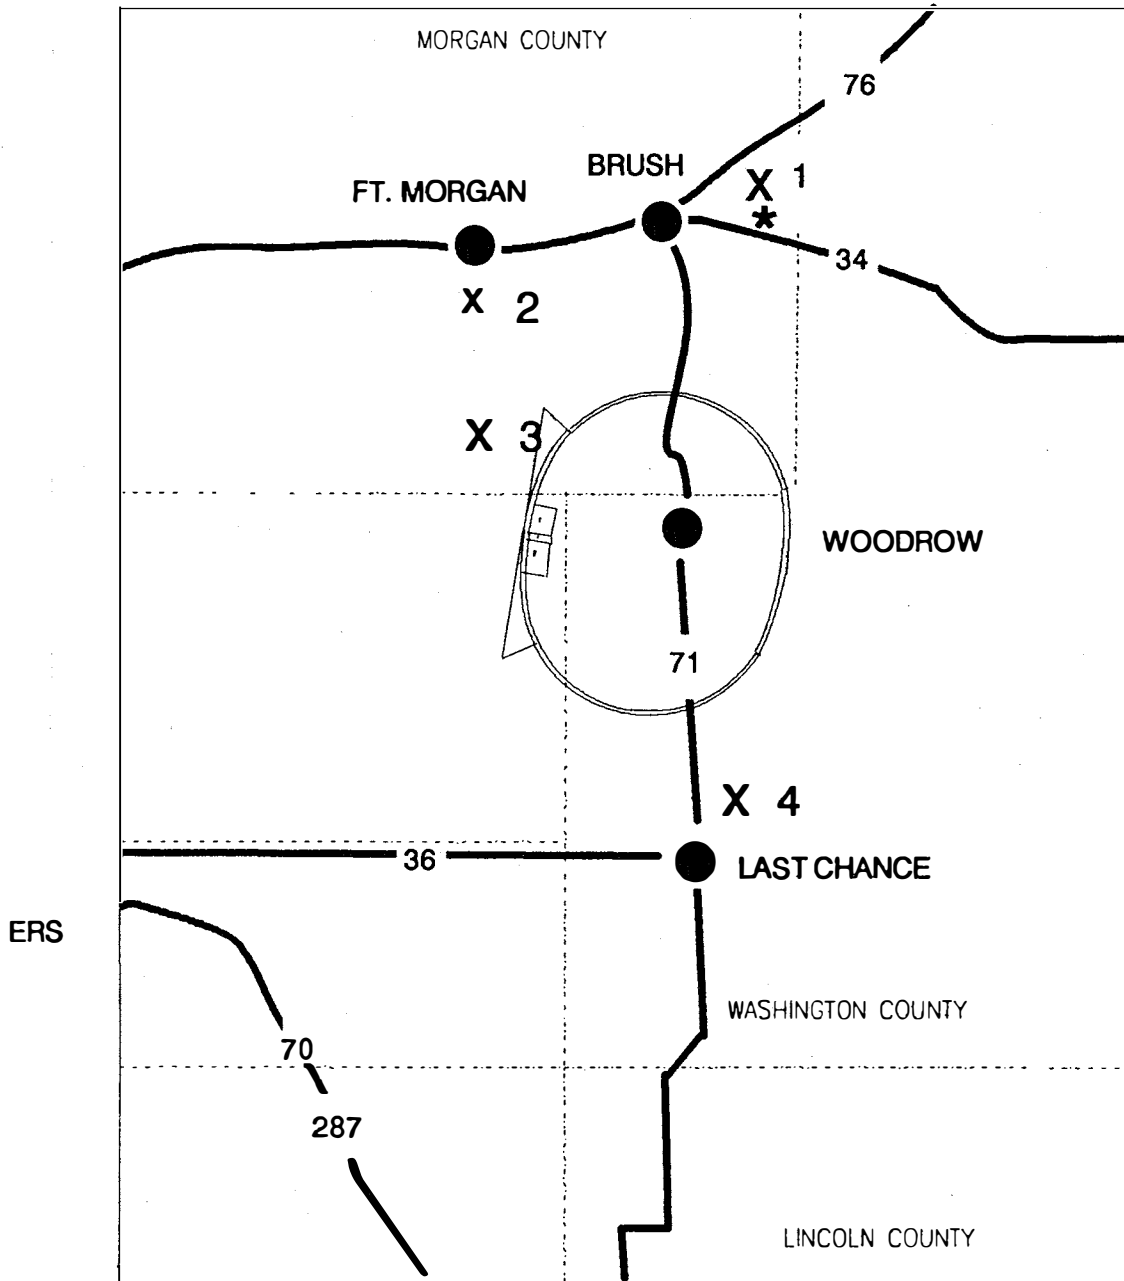 MORGAN COUNTY
76
BRUSH
X 1
FT. MORGAN
*
34
X 2
X 3
WOODROW
71
X 4
36
LAST CHANCE
ERS
WASHINGTON COUNTY
70
287
LINCOLN COUNTY